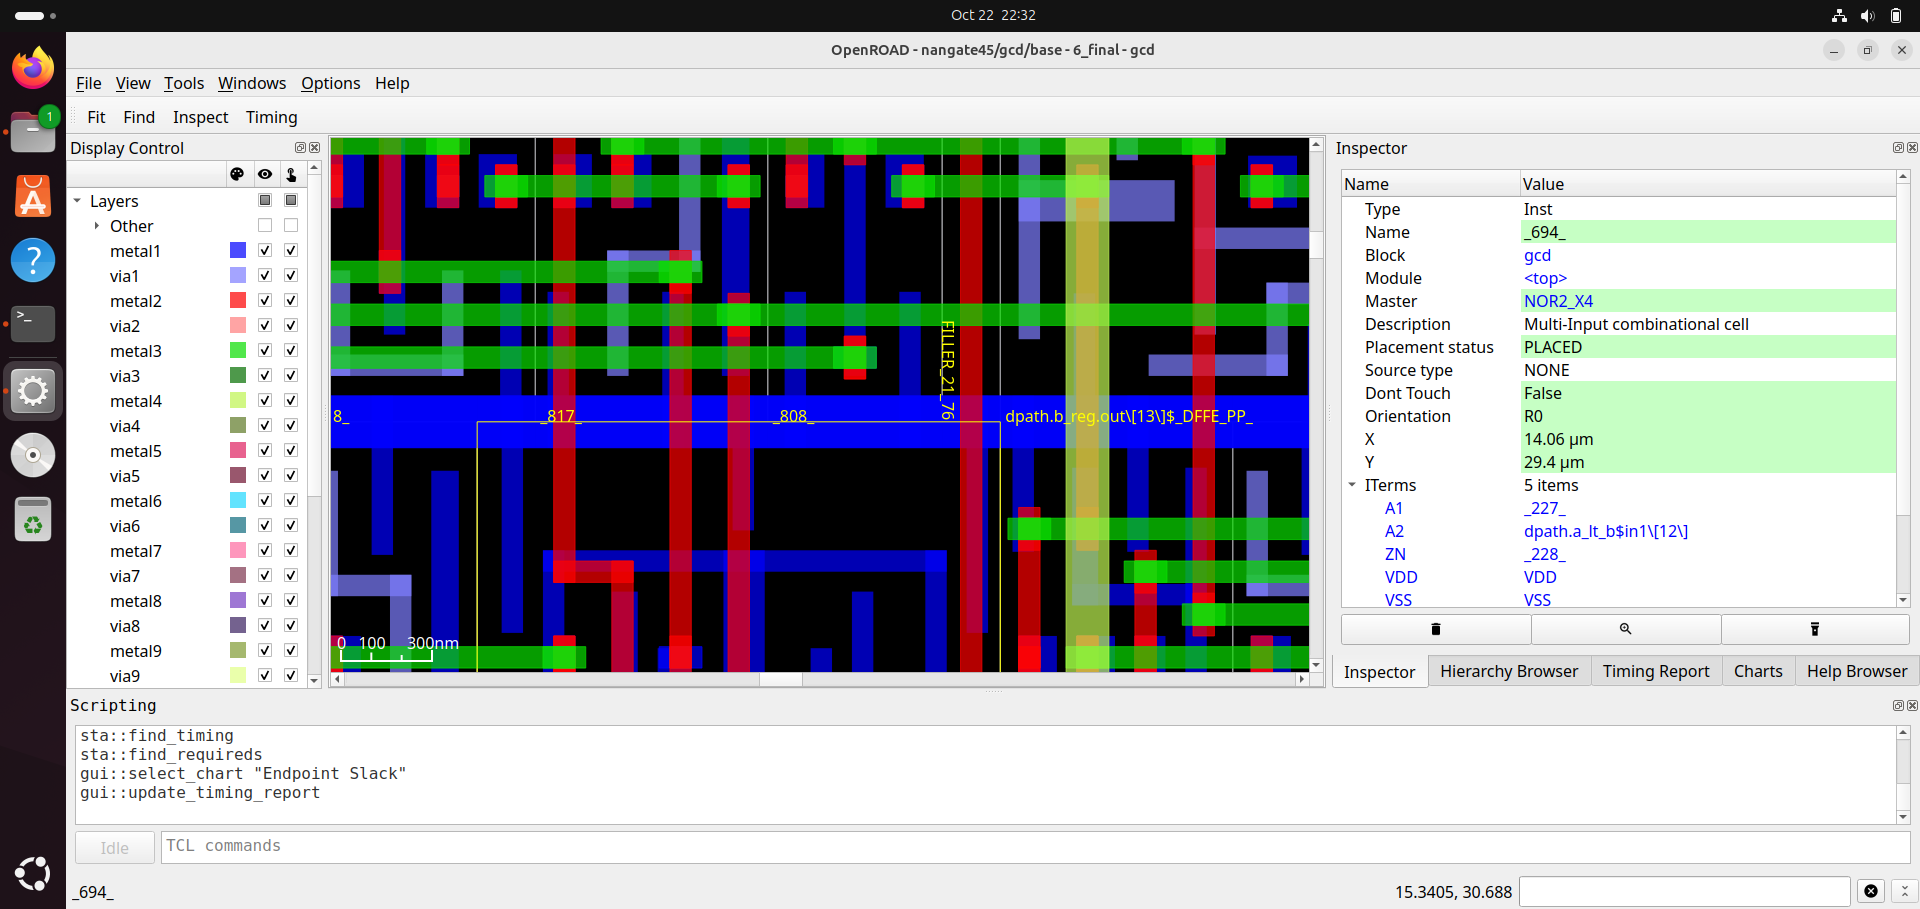 Oct 22 22:32
OpenROAD - nangate45/gcd/base - 6_final - gcd
File View Tools Windows Options Help
Fit Find Inspect Timing
Display Control
Layers
Other
metal1
via1
metal2
via2
metal3
via3
metal4
via4
metal5
via5
metal6
via6
metal7
via7
metal8
via8
metal9
via9
FILLER_21_76
8_ _817_ _808_ dpath.b_reg.out\[13\]$_DFFE_PP_
0 100 300nm
Inspector
Name Value
Type Inst
Name _694_
Block gcd
Module <top>
Master NOR2_X4
Description Multi-Input combinational cell
Placement status PLACED
Source type NONE
Dont Touch False
Orientation R0
X 14.06 μm
Y 29.4 μm
ITerms 5 items
A1 _227_
A2 dpath.a_lt_b$in1\[12\]
ZN _228_
VDD VDD
VSS VSS
Inspector Hierarchy Browser Timing Report Charts Help Browser
Scripting
sta::find_timing
sta::find_requireds
gui::select_chart "Endpoint Slack"
gui::update_timing_report
Idle TCL commands
_694_ 15.3405, 30.688
1